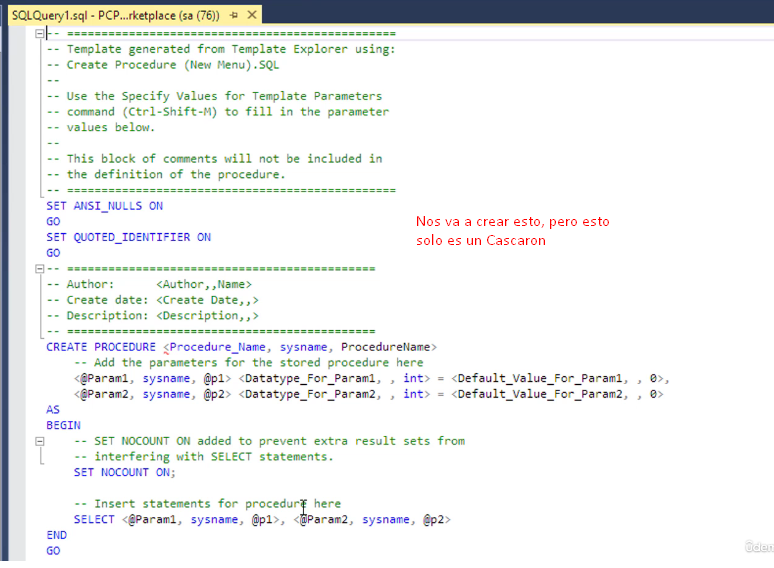 SQLQuery1.sql - PCP...rketplace (sa (76))
-- =================================================
-- Template generated from Template Explorer using:
-- Create Procedure (New Menu).SQL
--
-- Use the Specify Values for Template Parameters
-- command (Ctrl-Shift-M) to fill in the parameter
-- values below.
--
-- This block of comments will not be included in
-- the definition of the procedure.
-- =================================================
SET ANSI_NULLS ON
GO
SET QUOTED_IDENTIFIER ON
GO
Nos va a crear esto, pero esto
solo es un Cascaron
-- ==============================================
-- Author:      <Author,,Name>
-- Create date: <Create Date,,>
-- Description: <Description,,>
-- ==============================================
CREATE PROCEDURE <Procedure_Name, sysname, ProcedureName>
-- Add the parameters for the stored procedure here
<@Param1, sysname, @p1> <Datatype_For_Param1, , int> = <Default_Value_For_Param1, , 0>,
<@Param2, sysname, @p2> <Datatype_For_Param2, , int> = <Default_Value_For_Param2, , 0>
AS
BEGIN
-- SET NOCOUNT ON added to prevent extra result sets from
-- interfering with SELECT statements.
SET NOCOUNT ON;
-- Insert statements for procedure here
SELECT <@Param1, sysname, @p1>, <@Param2, sysname, @p2>
END
GO